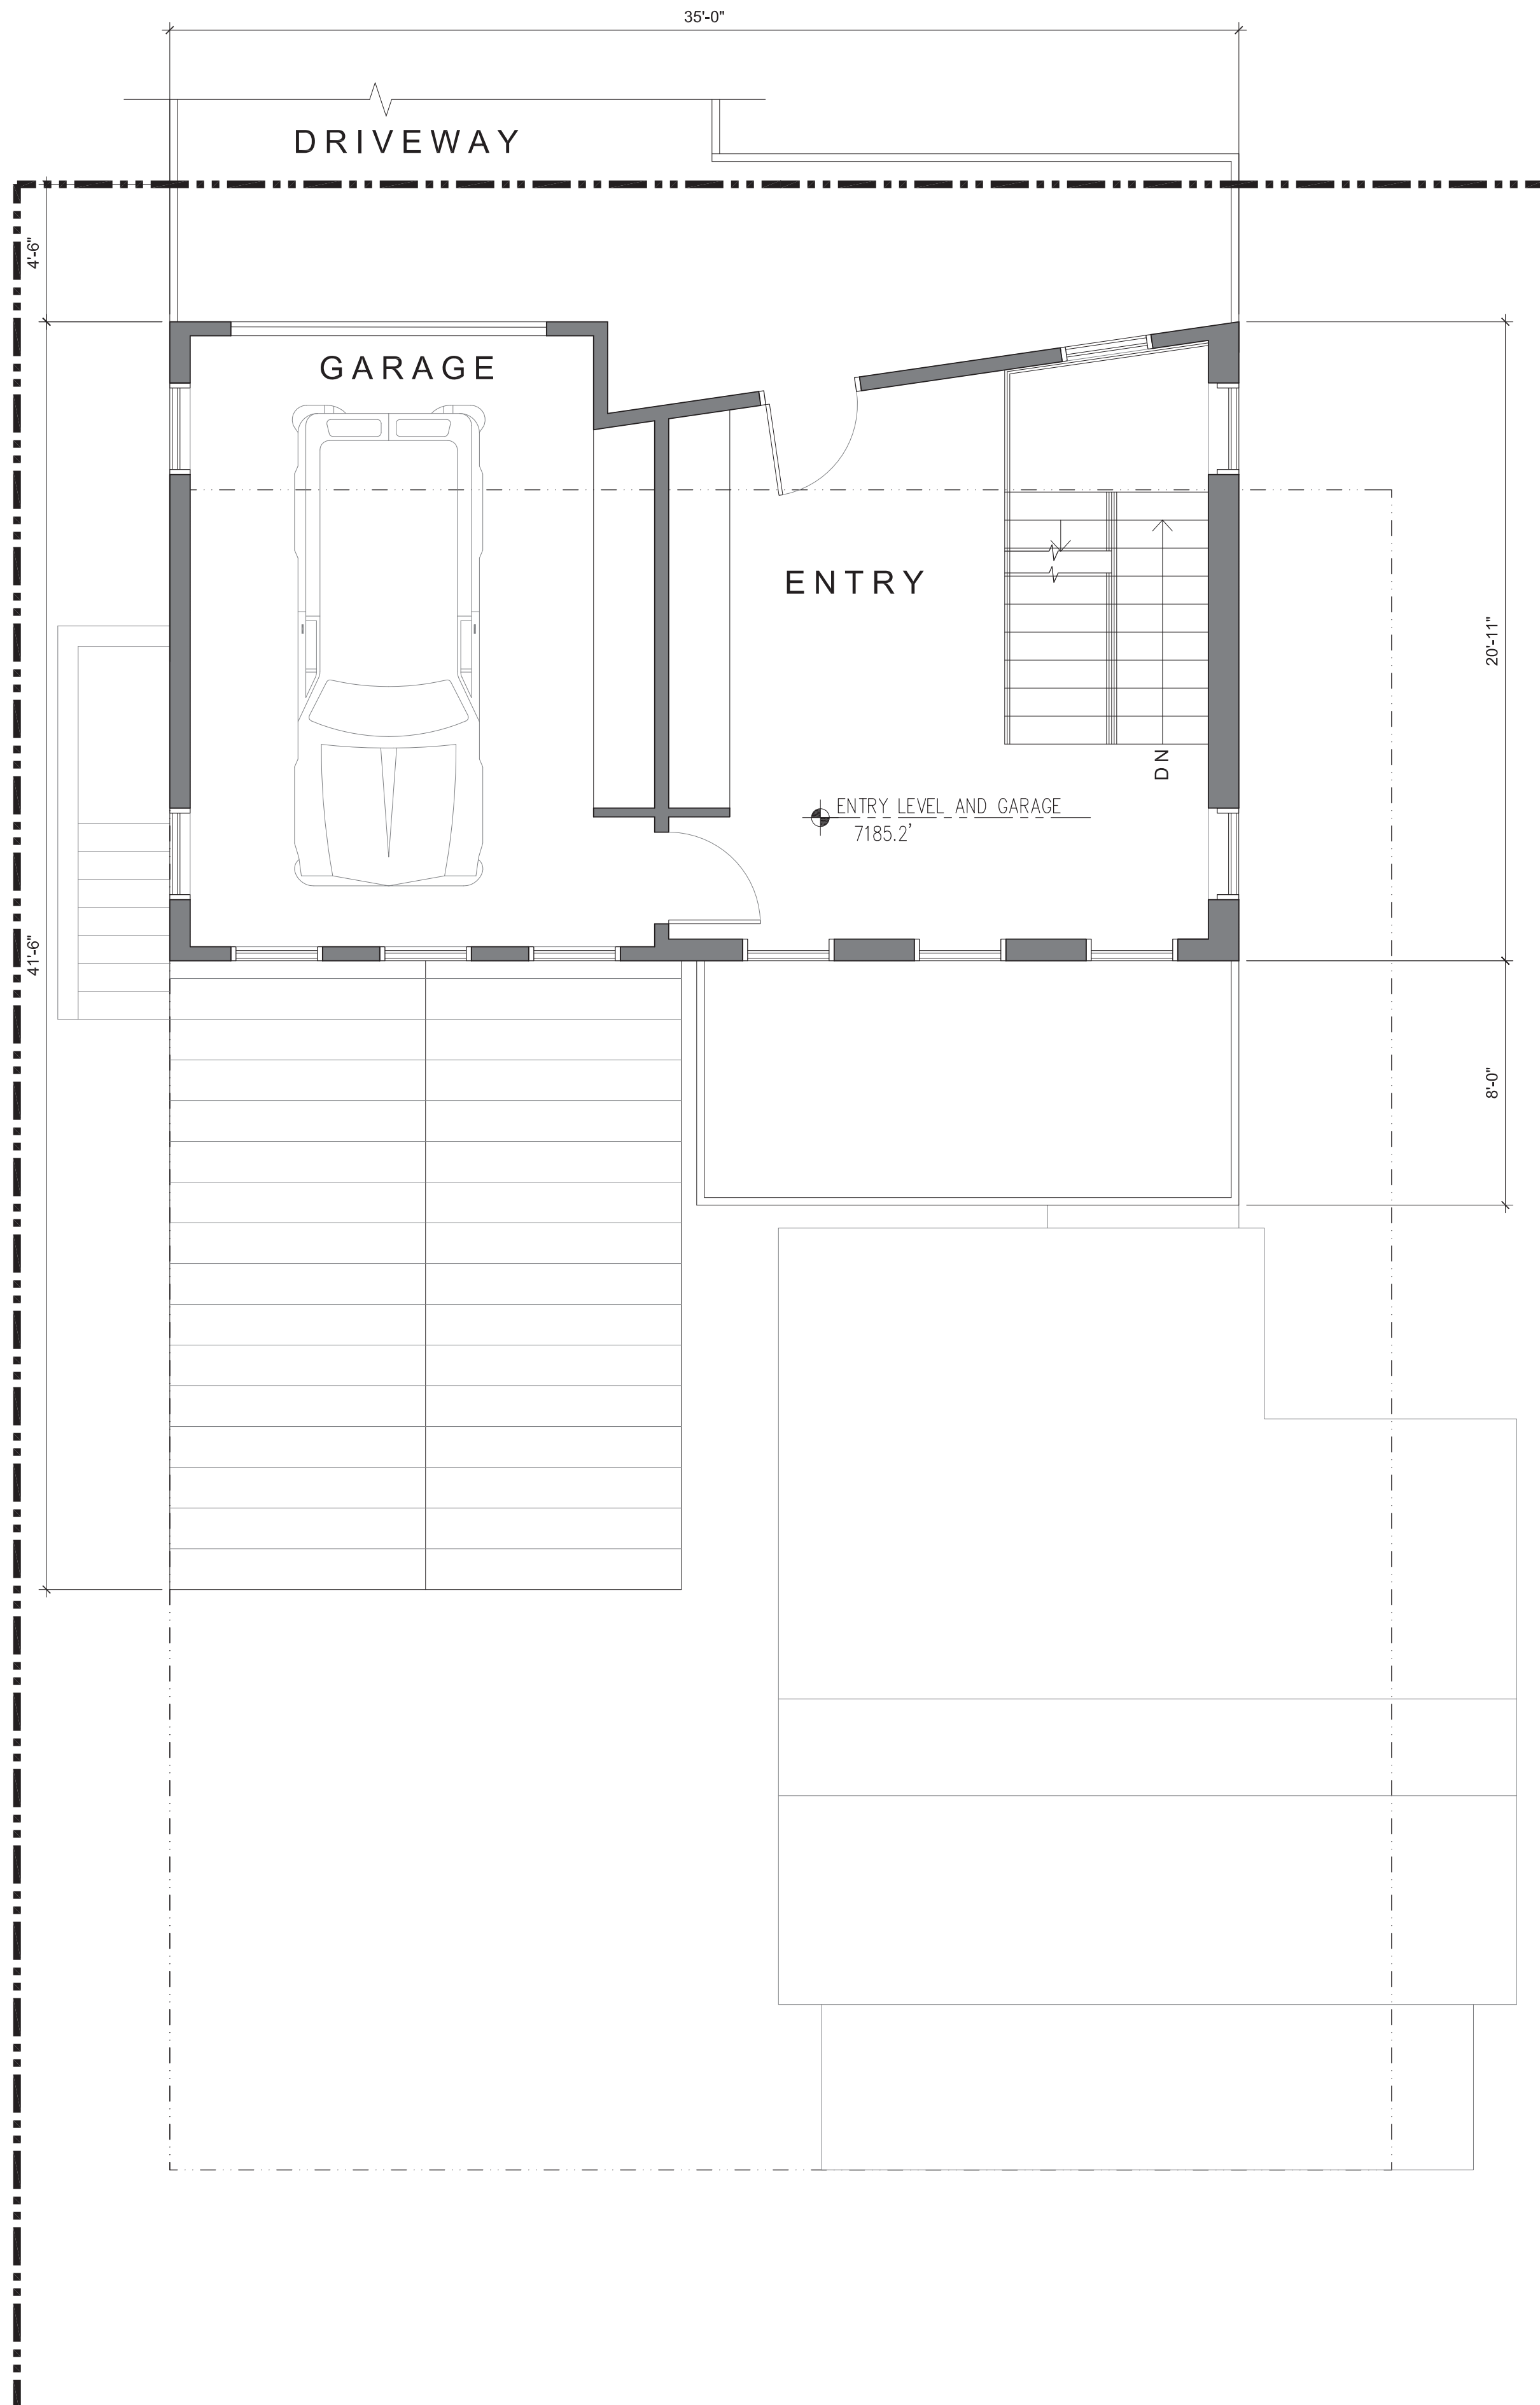 35'-0"
DRIVEWAY
4'-6"
GARAGE
ENTRY
20'-11"
DN
ENTRY LEVEL AND GARAGE
7185.2'
41'-6"
8'-0"